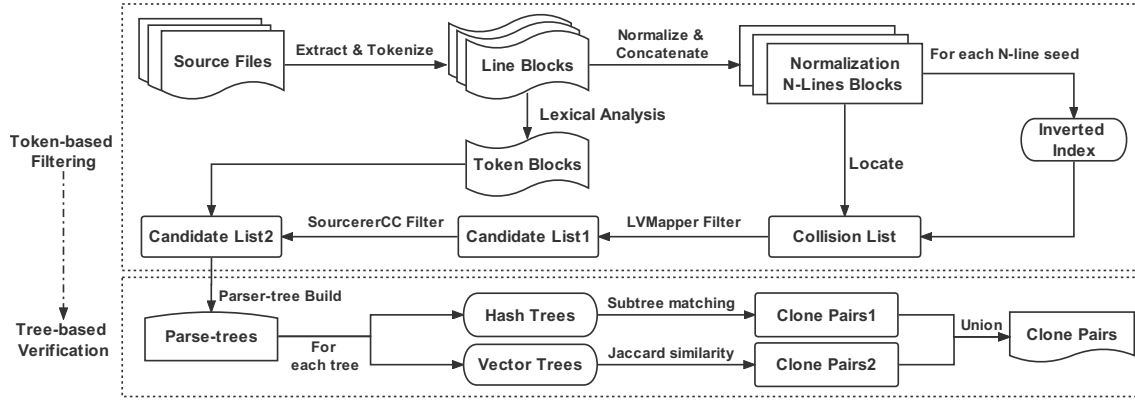 Source Files
Extract & Tokenize
Line Blocks
Normalize &
Concatenate
Normalization
N-Lines Blocks
For each N-line seed
Lexical Analysis
Inverted
Index
Token-based
Filtering
Token Blocks
Locate
Candidate List2
SourcererCC Filter
Candidate List1
LVMapper Filter
Collision List
Parser-tree Build
Tree-based
Verification
Parse-trees
For
each tree
Hash Trees
Subtree matching
Clone Pairs1
Vector Trees
Jaccard similarity
Clone Pairs2
Union
Clone Pairs